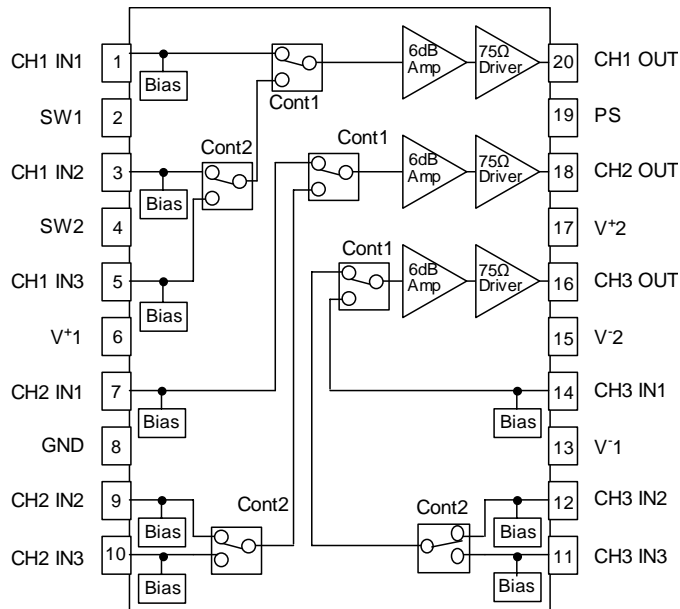 CH1 IN1 1 Bias Cont1 6dB Amp 75Ω Driver 20 CH1 OUT
SW1 2 19 PS
CH1 IN2 3 Bias Cont2 Cont1 6dB Amp 75Ω Driver 18 CH2 OUT
SW2 4 17 V+2
CH1 IN3 5 Bias Cont1 6dB Amp 75Ω Driver 16 CH3 OUT
V+1 6 15 V-2
CH2 IN1 7 Bias Bias 14 CH3 IN1
GND 8 13 V-1
CH2 IN2 9 Bias Cont2 Cont2 Bias 12 CH3 IN2
CH2 IN3 10 Bias Bias 11 CH3 IN3